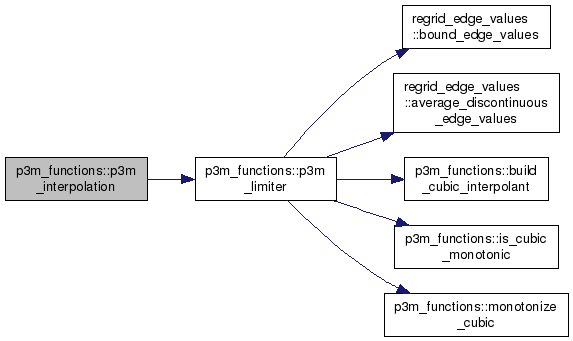 regrid_edge_values
::bound_edge_values
regrid_edge_values
::average_discontinuous
_edge_values
p3m_functions::p3m
_interpolation
p3m_functions::p3m
_limiter
p3m_functions::build
_cubic_interpolant
p3m_functions::is_cubic
_monotonic
p3m_functions::monotonize
_cubic